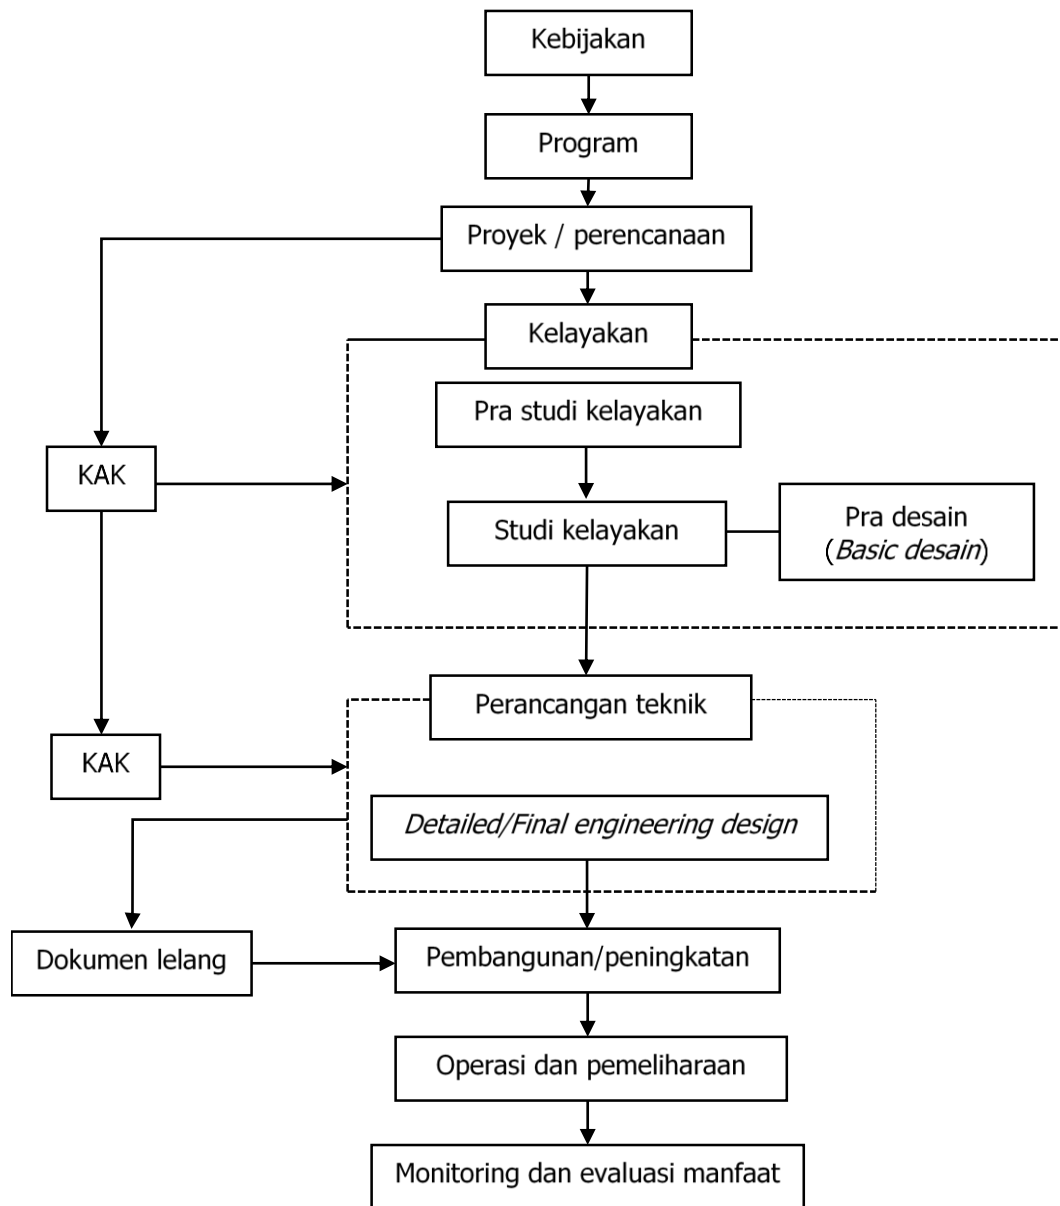 Kebijakan
Program
Proyek / perencanaan
Kelayakan
Pra studi kelayakan
KAK
Studi kelayakan
Pra desain
(Basic desain)
Perancangan teknik
KAK
Detailed/Final engineering design
Dokumen lelang
Pembangunan/peningkatan
Operasi dan pemeliharaan
Monitoring dan evaluasi manfaat